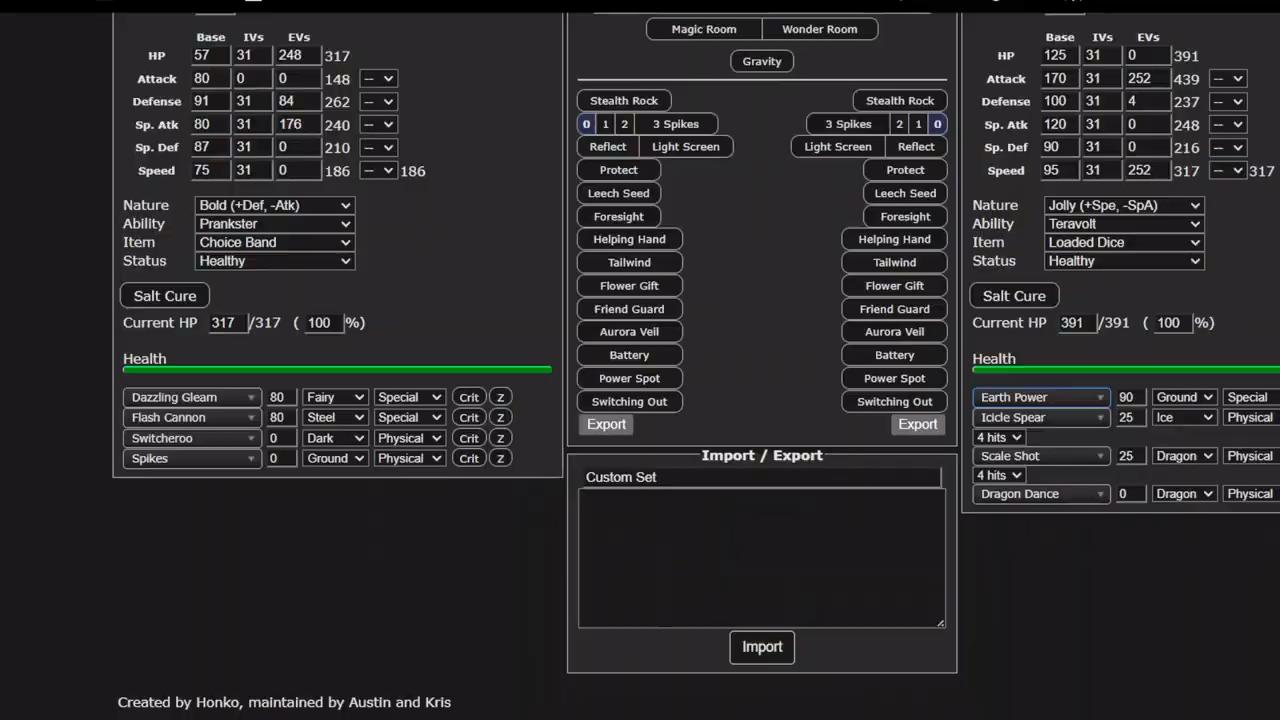 Magic Room Wonder Room
Gravity
Base IVs EVs
HP 57 31 248 317
Attack 80 0 0 148 --
Defense 91 31 84 262 --
Sp. Atk 80 31 176 240 --
Sp. Def 87 31 0 210 --
Speed 75 31 0 186 -- 186
Nature Bold (+Def, -Atk)
Ability Prankster
Item Choice Band
Status Healthy
Salt Cure
Current HP 317 /317 ( 100 %)
Health
Dazzling Gleam 80 Fairy Special Crit Z
Flash Cannon 80 Steel Special Crit Z
Switcheroo 0 Dark Physical Crit Z
Spikes 0 Ground Physical Crit Z
Stealth Rock Stealth Rock
0 1 2 3 Spikes 3 Spikes 2 1 0
Reflect Light Screen Light Screen Reflect
Protect Protect
Leech Seed Leech Seed
Foresight Foresight
Helping Hand Helping Hand
Tailwind Tailwind
Flower Gift Flower Gift
Friend Guard Friend Guard
Aurora Veil Aurora Veil
Battery Battery
Power Spot Power Spot
Switching Out Switching Out
Export Export
Import / Export
Custom Set
Import
Base IVs EVs
HP 125 31 0 391
Attack 170 31 252 439 --
Defense 100 31 4 237 --
Sp. Atk 120 31 0 248 --
Sp. Def 90 31 0 216 --
Speed 95 31 252 317 -- 317
Nature Jolly (+Spe, -SpA)
Ability Teravolt
Item Loaded Dice
Status Healthy
Salt Cure
Current HP 391 /391 ( 100 %)
Health
Earth Power 90 Ground Special
Icicle Spear 25 Ice Physical
4 hits
Scale Shot 25 Dragon Physical
4 hits
Dragon Dance 0 Dragon Physical
Created by Honko, maintained by Austin and Kris